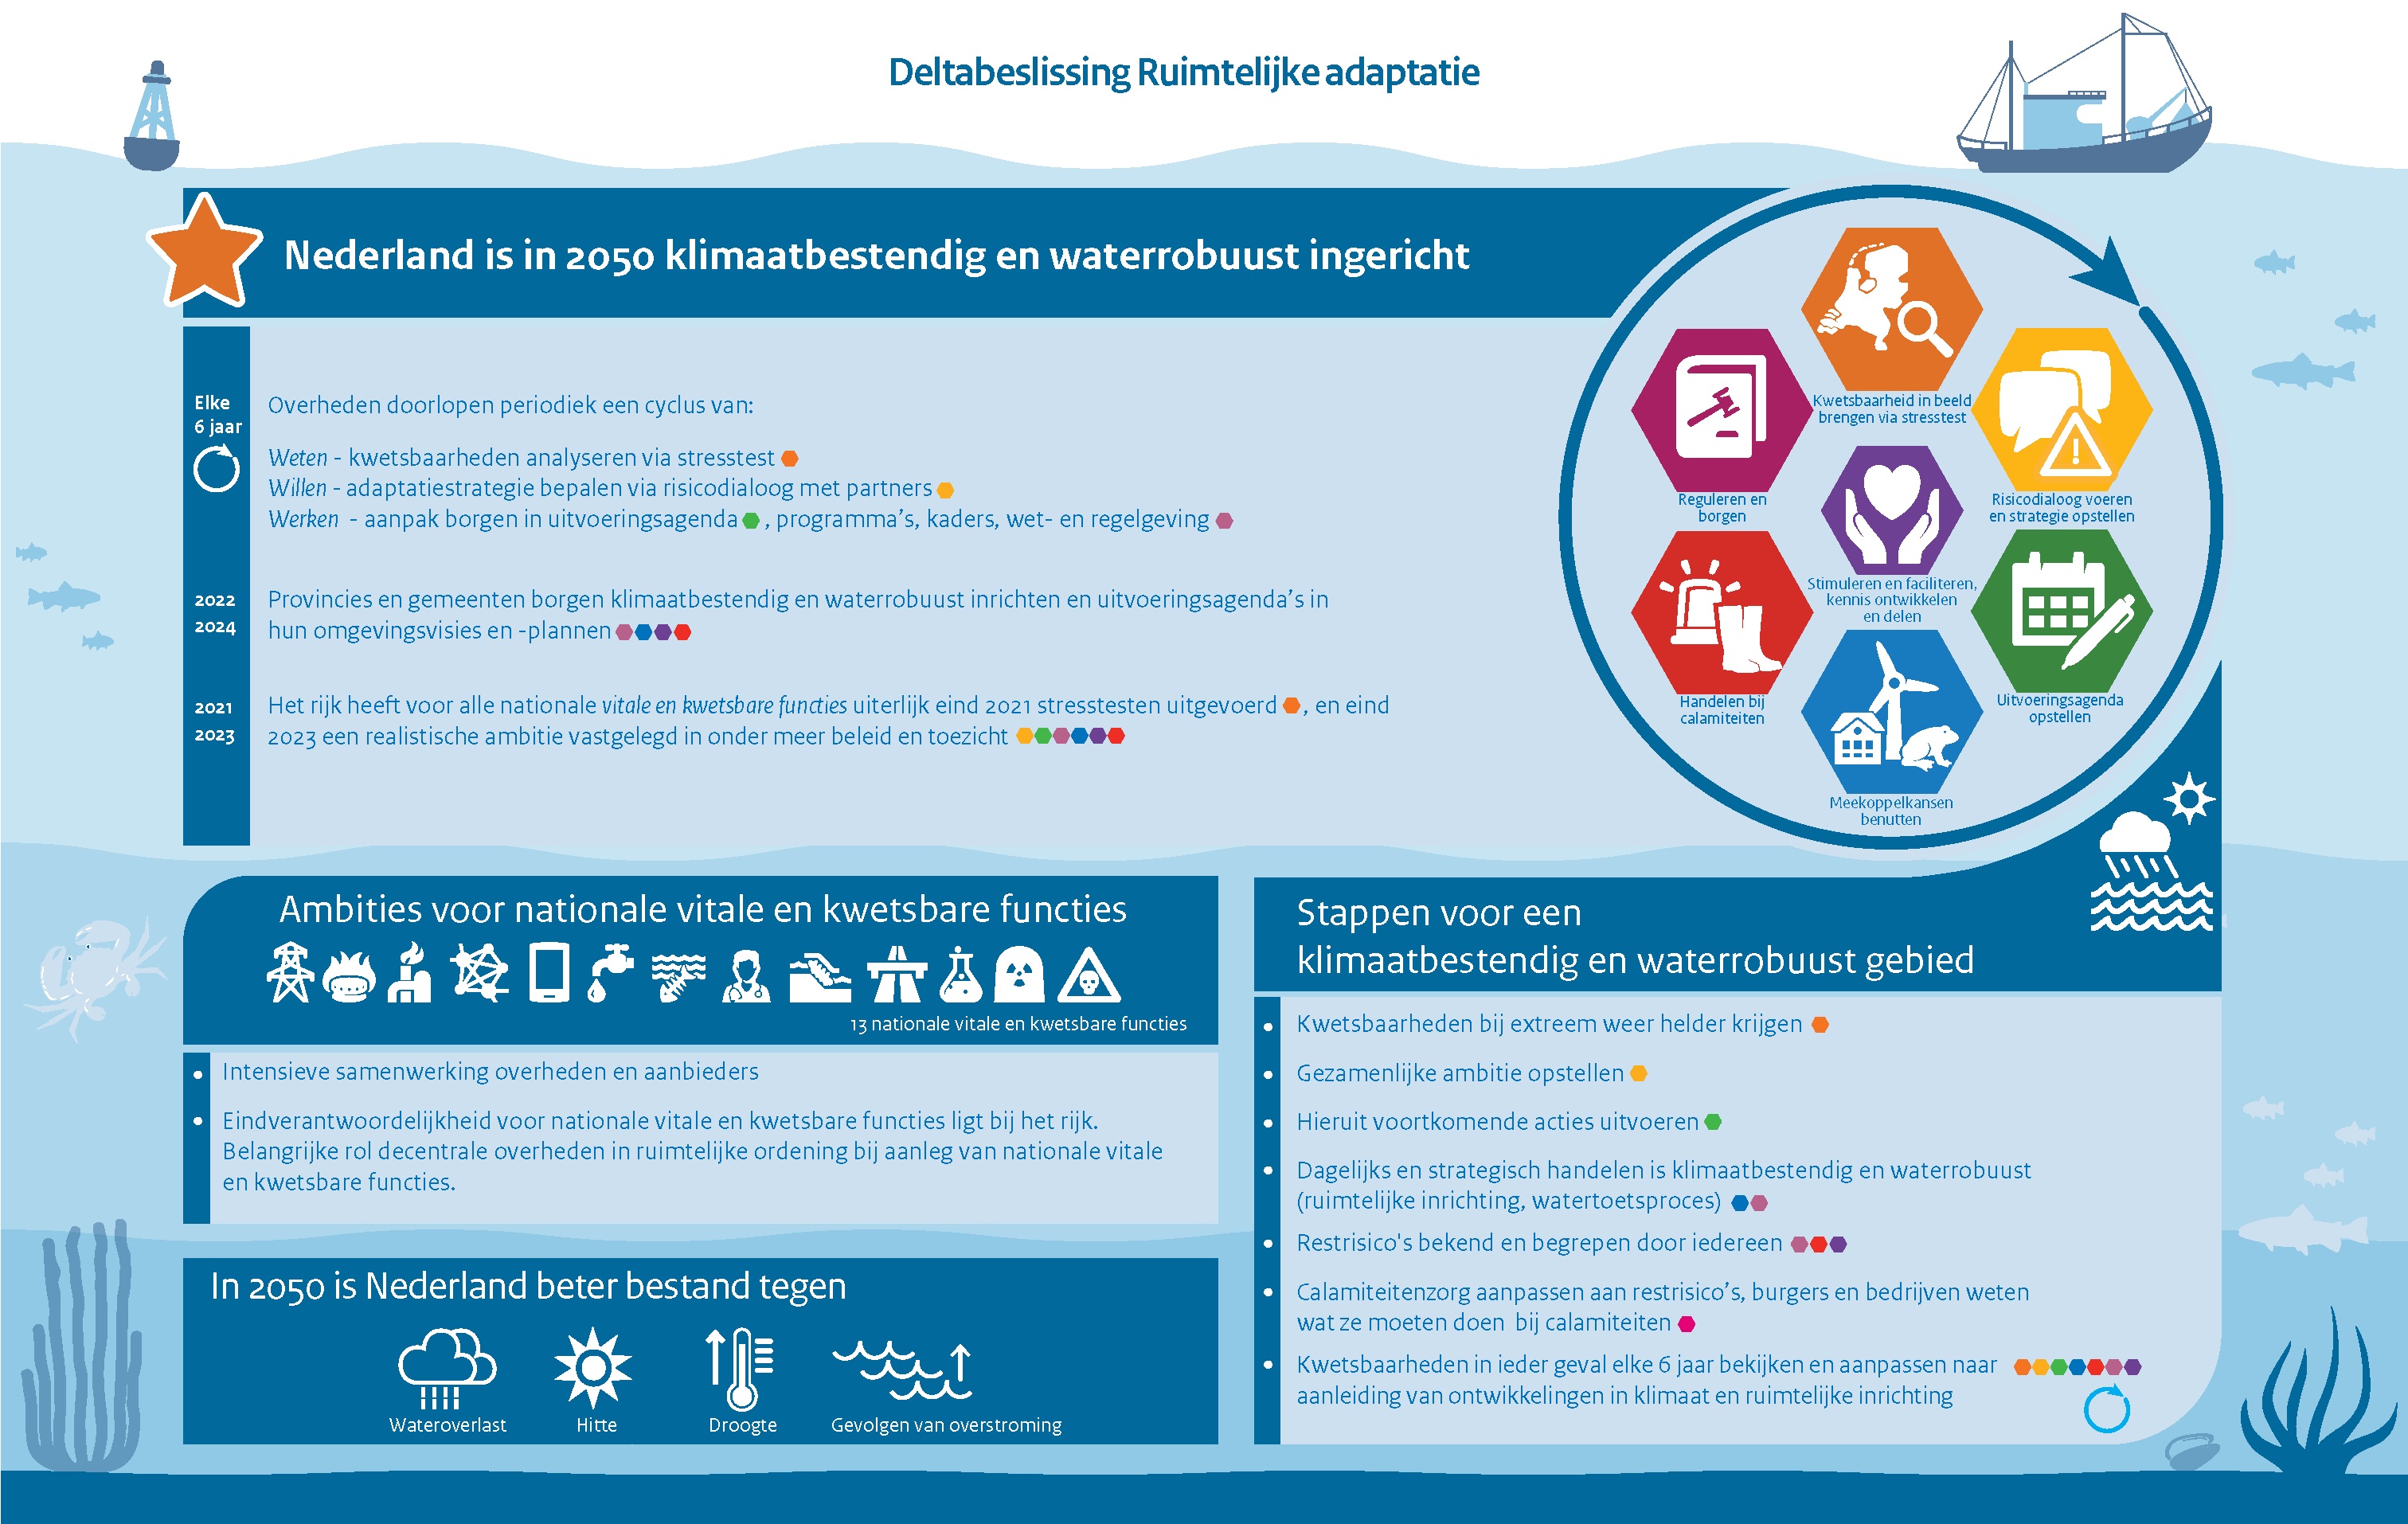 Deltabeslissing Ruimtelijke adaptatie
Nederland is in 2050 klimaatbestendig en waterrobuust ingericht
Elke
6 jaar
Overheden doorlopen periodiek een cyclus van:
Weten - kwetsbaarheden analyseren via stresstest
Willen - adaptatiestrategie bepalen via risicodialoog met partners
Werken - aanpak borgen in uitvoeringsagenda , programma's, kaders, wet- en regelgeving
2022
2024
Provincies en gemeenten borgen klimaatbestendig en waterrobuust inrichten en uitvoeringsagenda's in
hun omgevingsvisies en -plannen
2021
2023
Het rijk heeft voor alle nationale vitale en kwetsbare functies uiterlijk eind 2021 stresstesten uitgevoerd , en eind
2023 een realistische ambitie vastgelegd in onder meer beleid en toezicht
Kwetsbaarheid in beeld
brengen via stresstest
Reguleren en
borgen
Risicodialoog voeren
en strategie opstellen
Stimuleren en faciliteren,
kennis ontwikkelen
en delen
Handelen bij
calamiteiten
Uitvoeringsagenda
opstellen
Meekoppelkansen
benutten
Ambities voor nationale vitale en kwetsbare functies
13 nationale vitale en kwetsbare functies
Intensieve samenwerking overheden en aanbieders
Eindverantwoordelijkheid voor nationale vitale en kwetsbare functies ligt bij het rijk.
Belangrijke rol decentrale overheden in ruimtelijke ordening bij aanleg van nationale vitale
en kwetsbare functies.
In 2050 is Nederland beter bestand tegen
Wateroverlast
Hitte
Droogte
Gevolgen van overstroming
Stappen voor een
klimaatbestendig en waterrobuust gebied
Kwetsbaarheden bij extreem weer helder krijgen
Gezamenlijke ambitie opstellen
Hieruit voortkomende acties uitvoeren
Dagelijks en strategisch handelen is klimaatbestendig en waterrobuust
(ruimtelijke inrichting, watertoetsproces)
Restrisico's bekend en begrepen door iedereen
Calamiteitenzorg aanpassen aan restrisico's, burgers en bedrijven weten
wat ze moeten doen bij calamiteiten
Kwetsbaarheden in ieder geval elke 6 jaar bekijken en aanpassen naar
aanleiding van ontwikkelingen in klimaat en ruimtelijke inrichting